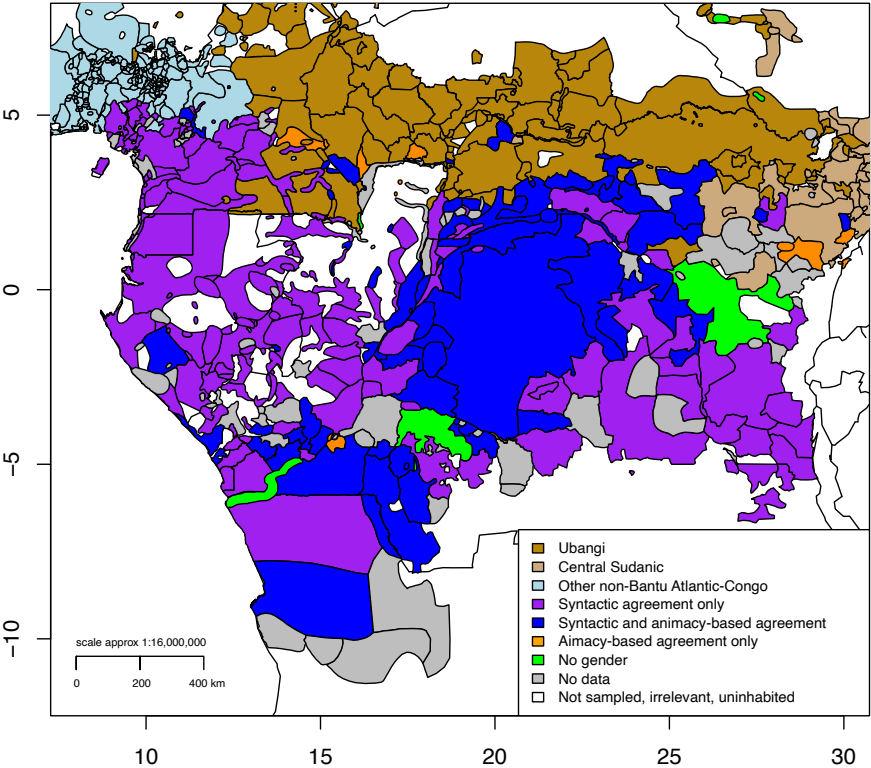 5
0
−5
−10
Ubangi
Central Sudanic
Other non-Bantu Atlantic-Congo
Syntactic agreement only
Syntactic and animacy-based agreement
Aimacy-based agreement only
No gender
No data
Not sampled, irrelevant, uninhabited
scale approx 1:16,000,000
0 200 400 km
10 15 20 25 30